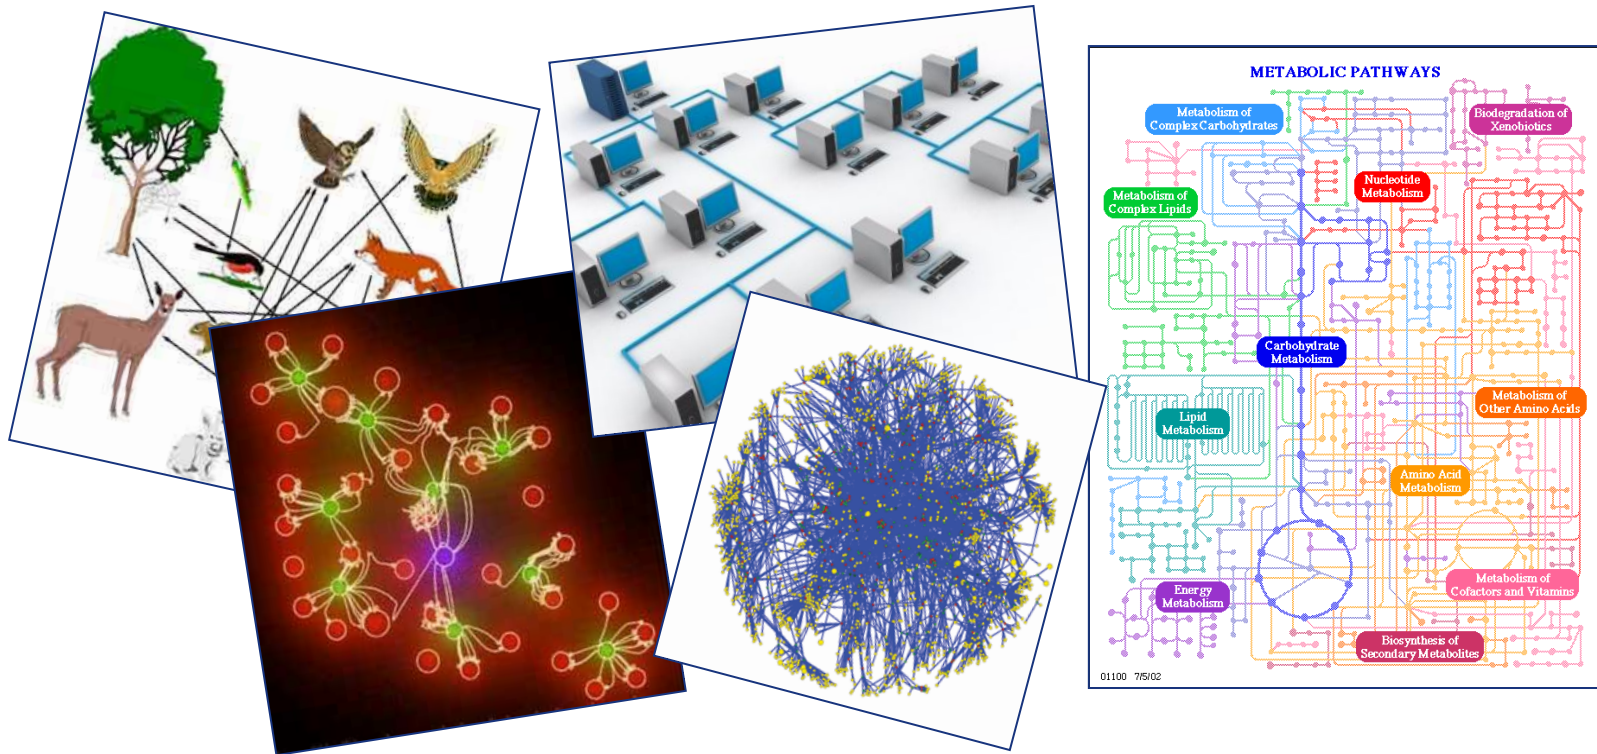 METABOLIC PATHWAYS
Metabolism of
Complex Carbohydrates
Biodegradation of
Xenobiotics
Nucleotide
Metabolism
Metabolism of
Complex Lipids
Carbohydrate
Metabolism
Lipid
Metabolism
Metabolism of
Other Amino Acids
Amino Acid
Metabolism
Energy
Metabolism
Metabolism of
Cofactors and Vitamins
Biosynthesis of
Secondary Metabolites
01100 7/5/02